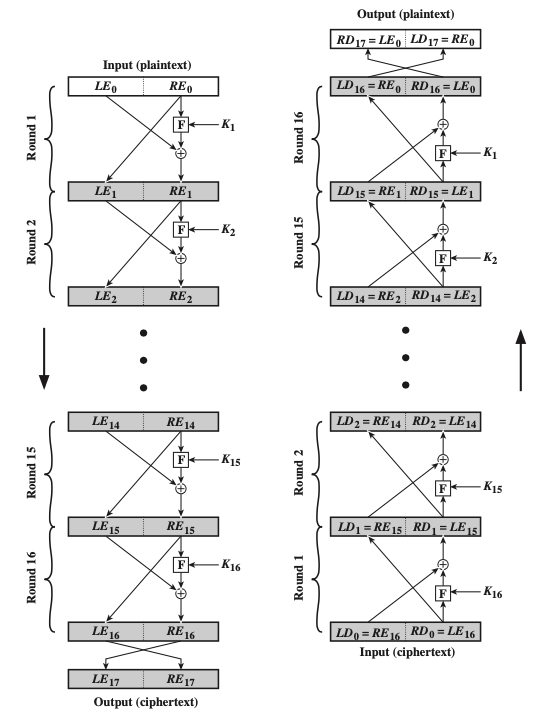 Input (plaintext)
LE₀ RE₀
Round 1
F
K₁
LE₁ RE₁
Round 2
F
K₂
LE₂ RE₂
LE₁₄ RE₁₄
Round 15
F
K₁₅
LE₁₅ RE₁₅
Round 16
F
K₁₆
LE₁₆ RE₁₆
LE₁₇ RE₁₇
Output (ciphertext)
Output (plaintext)
RD₁₇ = LE₀ LD₁₇ = RE₀
LD₁₆ = RE₀ RD₁₆ = LE₀
Round 16
F
K₁
LD₁₅ = RE₁ RD₁₅ = LE₁
Round 15
F
K₂
LD₁₄ = RE₂ RD₁₄ = LE₂
LD₂ = RE₁₄ RD₂ = LE₁₄
Round 2
F
K₁₅
LD₁ = RE₁₅ RD₁ = LE₁₅
Round 1
F
K₁₆
LD₀ = RE₁₆ RD₀ = LE₁₆
Input (ciphertext)